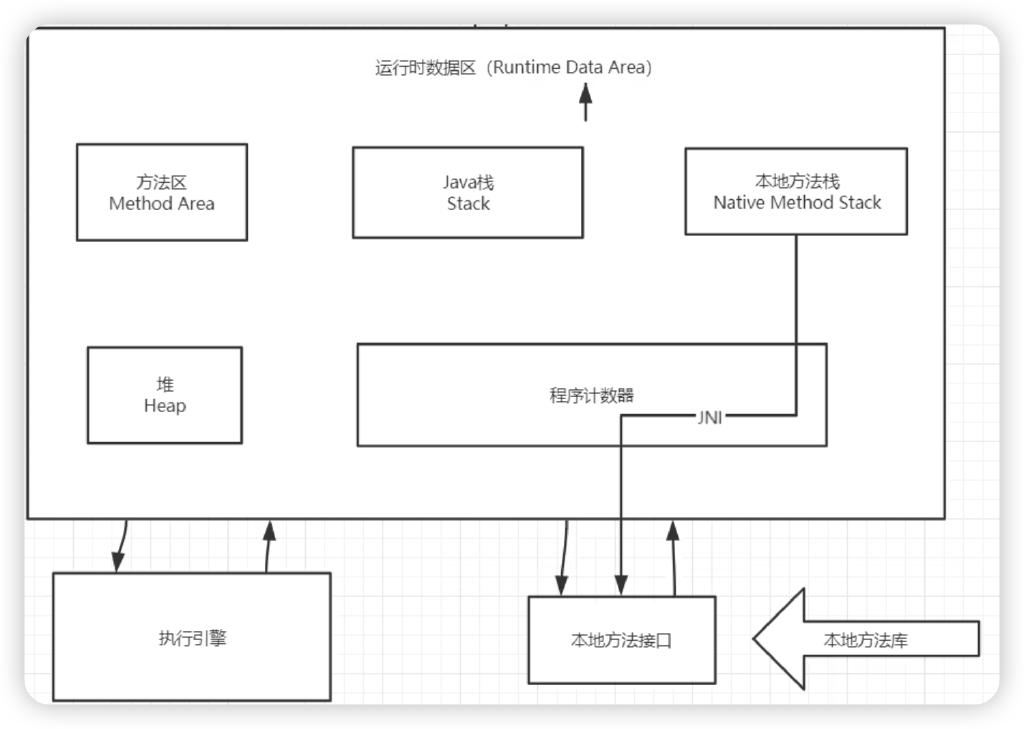 运行时数据区（Runtime Data Area）
方法区
Method Area
Java栈
Stack
本地方法栈
Native Method Stack
堆
Heap
程序计数器
JNI
执行引擎
本地方法接口
本地方法库